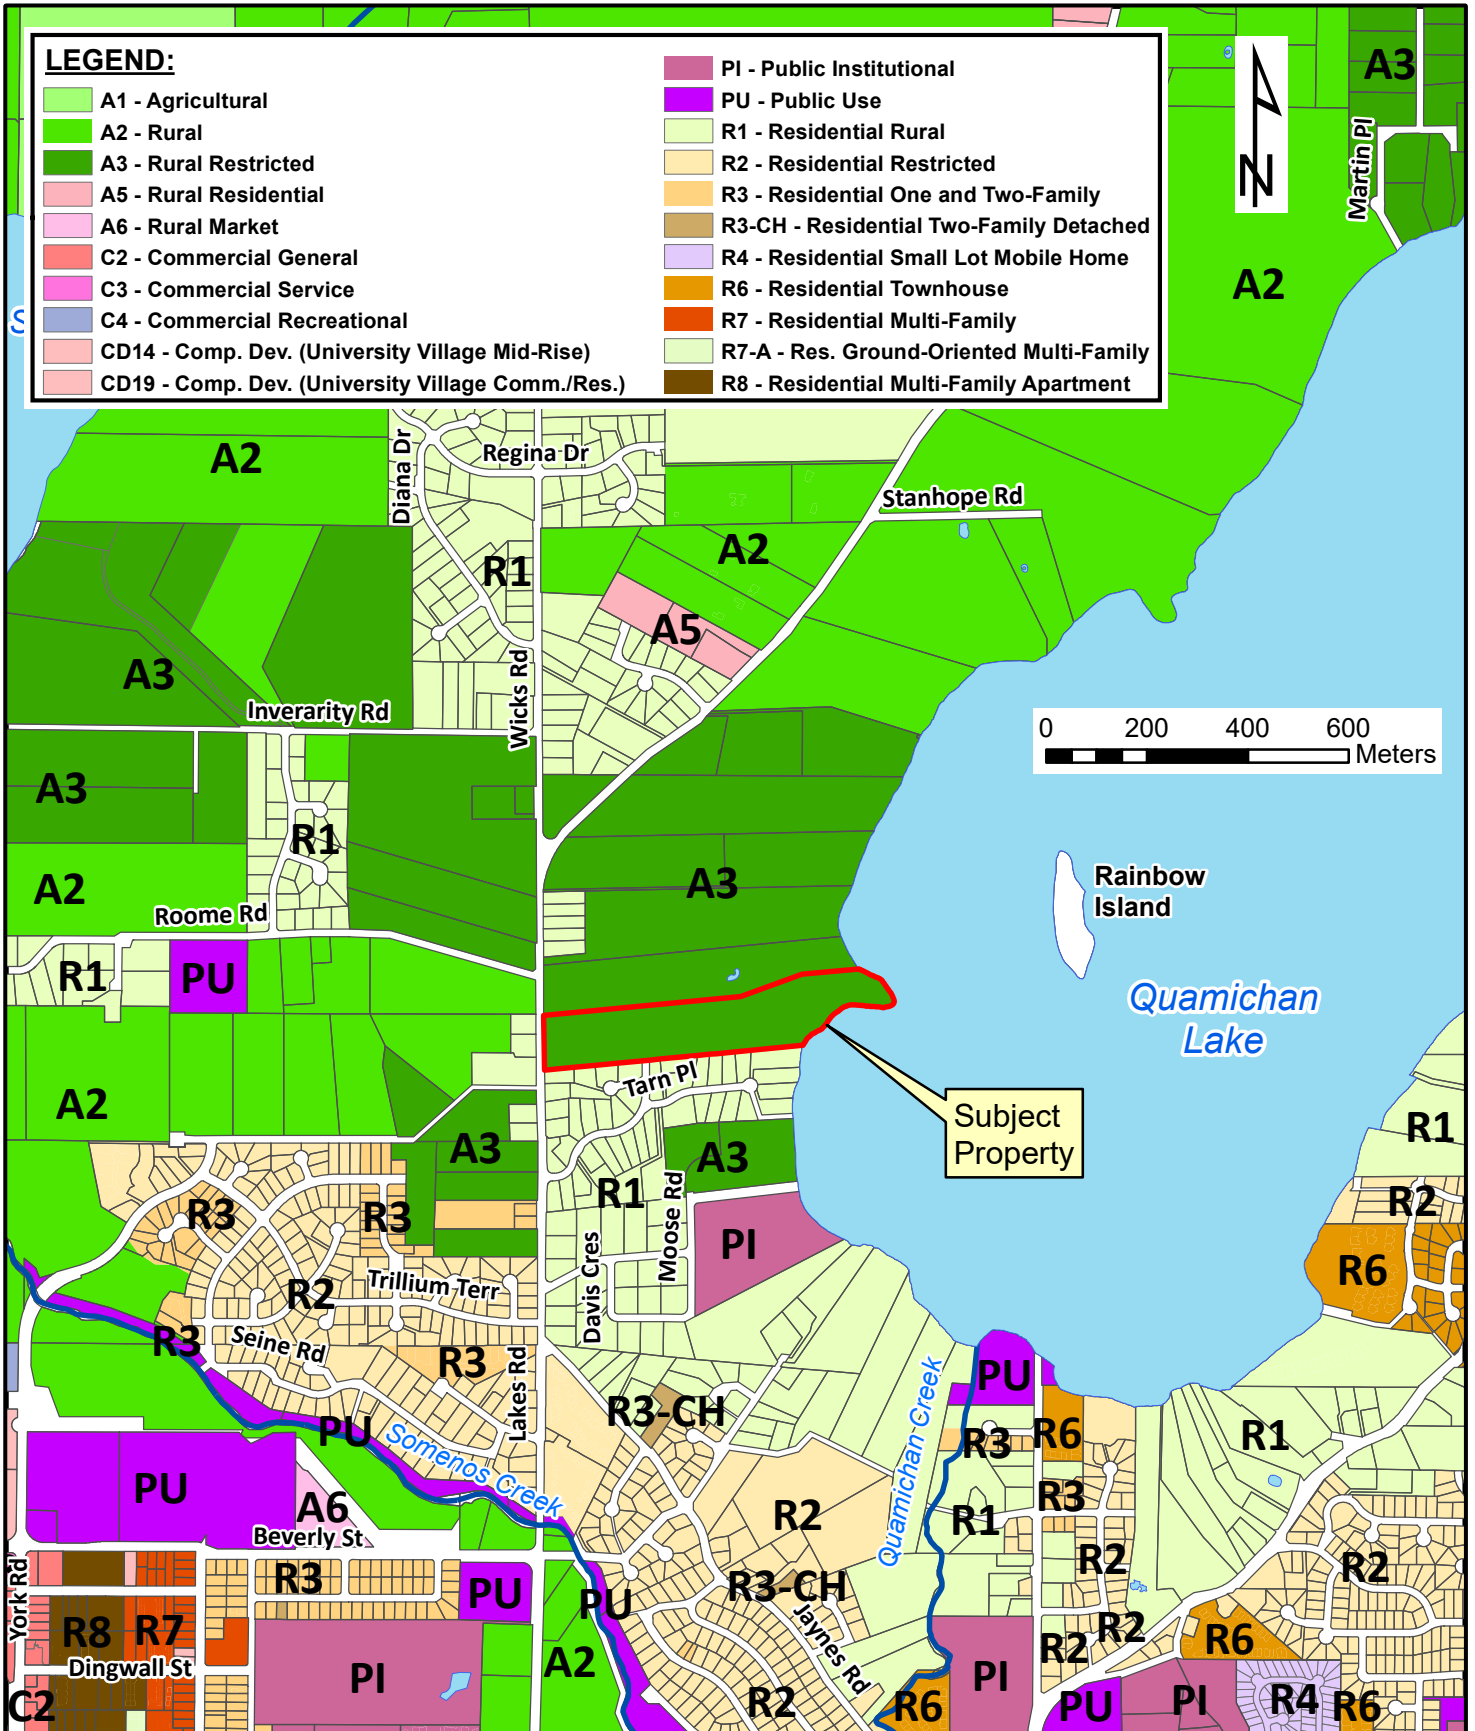 LEGEND:
A1 - Agricultural
A2 - Rural
A3 - Rural Restricted
A5 - Rural Residential
A6 - Rural Market
C2 - Commercial General
C3 - Commercial Service
C4 - Commercial Recreational
CD14 - Comp. Dev. (University Village Mid-Rise)
CD19 - Comp. Dev. (University Village Comm./Res.)
PI - Public Institutional
PU - Public Use
R1 - Residential Rural
R2 - Residential Restricted
R3 - Residential One and Two-Family
R3-CH - Residential Two-Family Detached
R4 - Residential Small Lot Mobile Home
R6 - Residential Townhouse
R7 - Residential Multi-Family
R7-A - Res. Ground-Oriented Multi-Family
R8 - Residential Multi-Family Apartment
N
A3
Martin Pl
A2
S
A2
Diana Dr
Regina Dr
Stanhope Rd
A2
R1
A5
A3
Wicks Rd
Inverarity Rd
0 200 400 600
Meters
A3
R1
A2
A3
Rainbow
Island
Roome Rd
R1
PU
Quamichan
Lake
A2
Tarn Pl
Subject
Property
R1
A3
A3
R1
Moose Rd
R2
R3
R3
PI
R6
Davis Cres
Trillium Terr
R2
R3
Seine Rd
R3
Lakes Rd
PU
R3-CH
Quamichan Creek
PU
Somenos Creek
R3
R6
R1
PU
A6
R3
R2
R1
Beverly St
R2
R2
York Rd
R3
PU
PU
R3-CH
Jaynes Rd
R8
R7
R2
R2
R6
Dingwall St
A2
PI
PI
C2
R2
R6
PU
PI
R4
R6